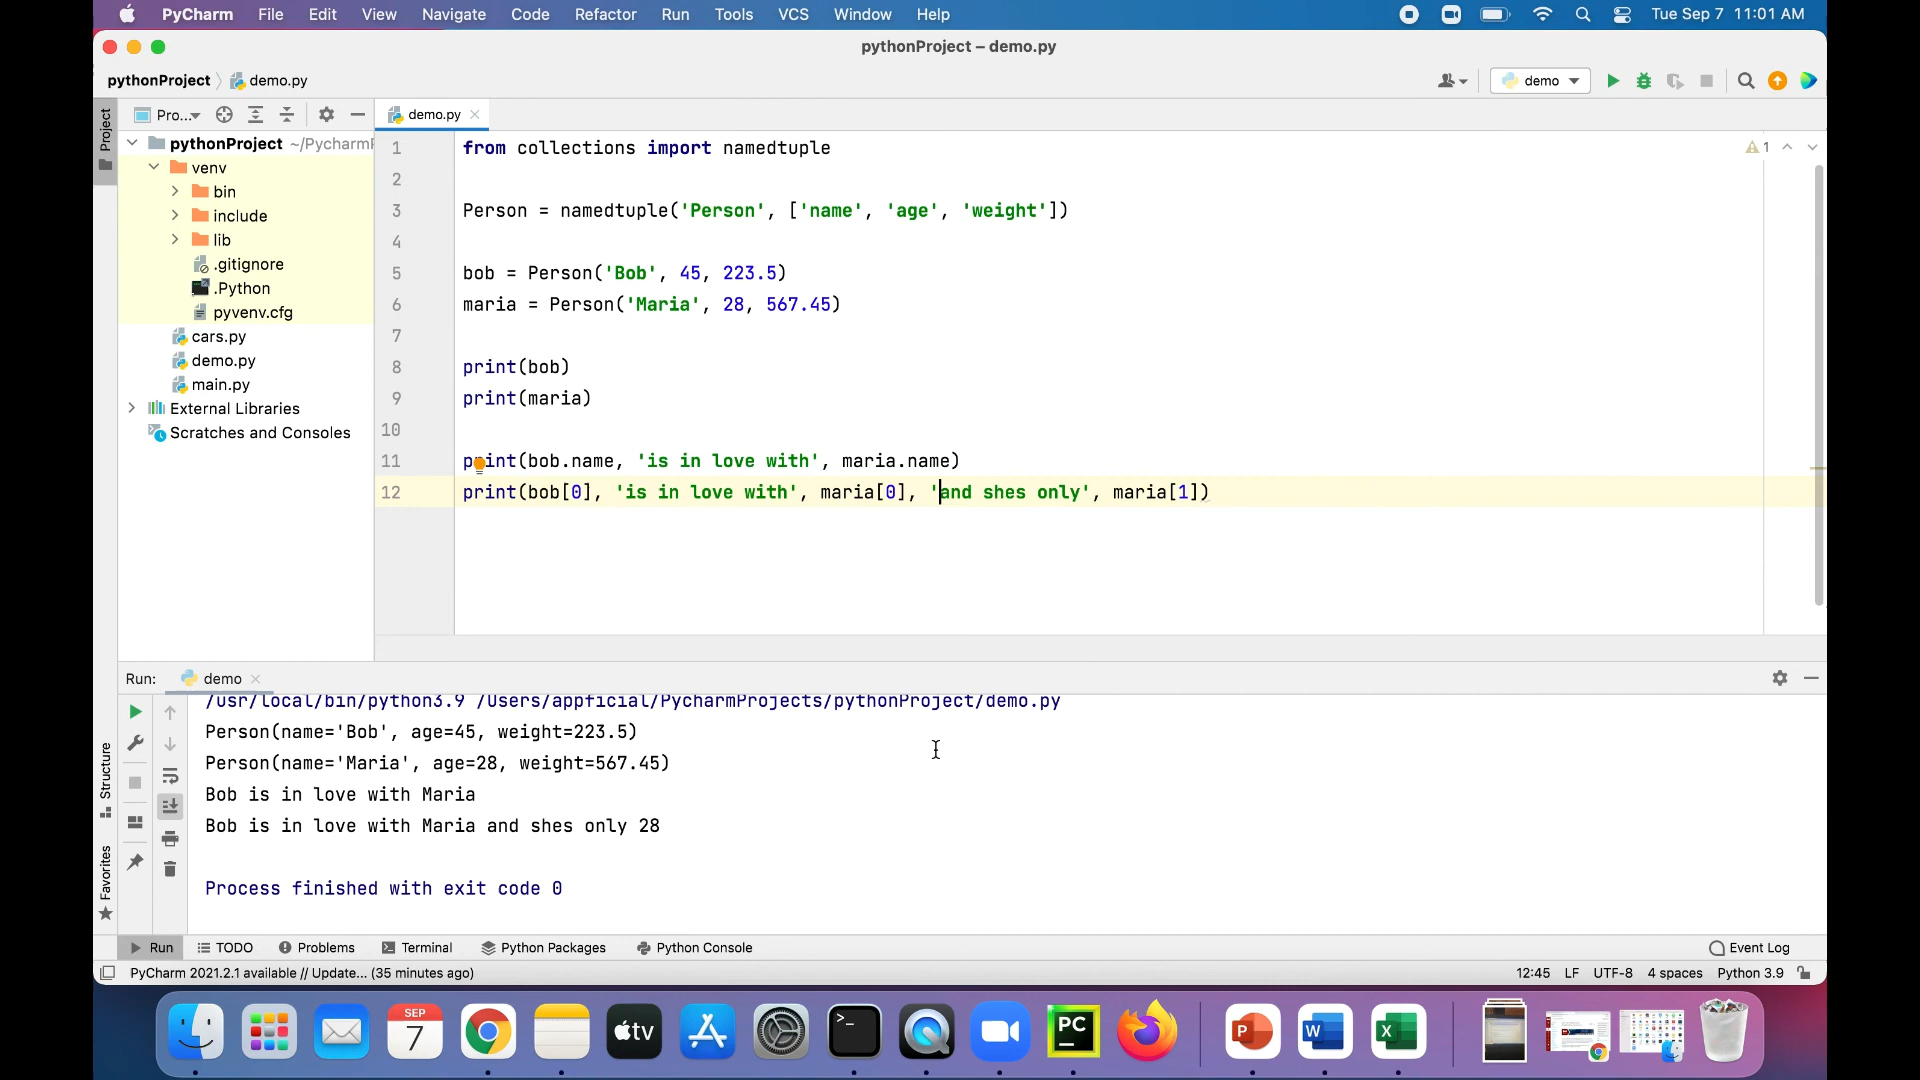 PyCharm File Edit View Navigate Code Refactor Run Tools VCS Window Help Tue Sep 7 11:01 AM
pythonProject – demo.py
pythonProject demo.py demo
Project
Pro... demo.py
pythonProject ~/Pycharm
venv
bin
include
lib
.gitignore
.Python
pyvenv.cfg
cars.py
demo.py
main.py
External Libraries
Scratches and Consoles
1 from collections import namedtuple
1
2
3 Person = namedtuple('Person', ['name', 'age', 'weight'])
4
5 bob = Person('Bob', 45, 223.5)
6 maria = Person('Maria', 28, 567.45)
7
8 print(bob)
9 print(maria)
10
11 print(bob.name, 'is in love with', maria.name)
12 print(bob[0], 'is in love with', maria[0], 'and shes only', maria[1])
Run: demo
/usr/local/bin/python3.9 /Users/appficial/PycharmProjects/pythonProject/demo.py
Person(name='Bob', age=45, weight=223.5)
Person(name='Maria', age=28, weight=567.45)
Bob is in love with Maria
Bob is in love with Maria and shes only 28
Process finished with exit code 0
Structure
Favorites
Run TODO Problems Terminal Python Packages Python Console Event Log
PyCharm 2021.2.1 available // Update... (35 minutes ago) 12:45 LF UTF-8 4 spaces Python 3.9
SEP
7
tv
>_
PC
P
W
X